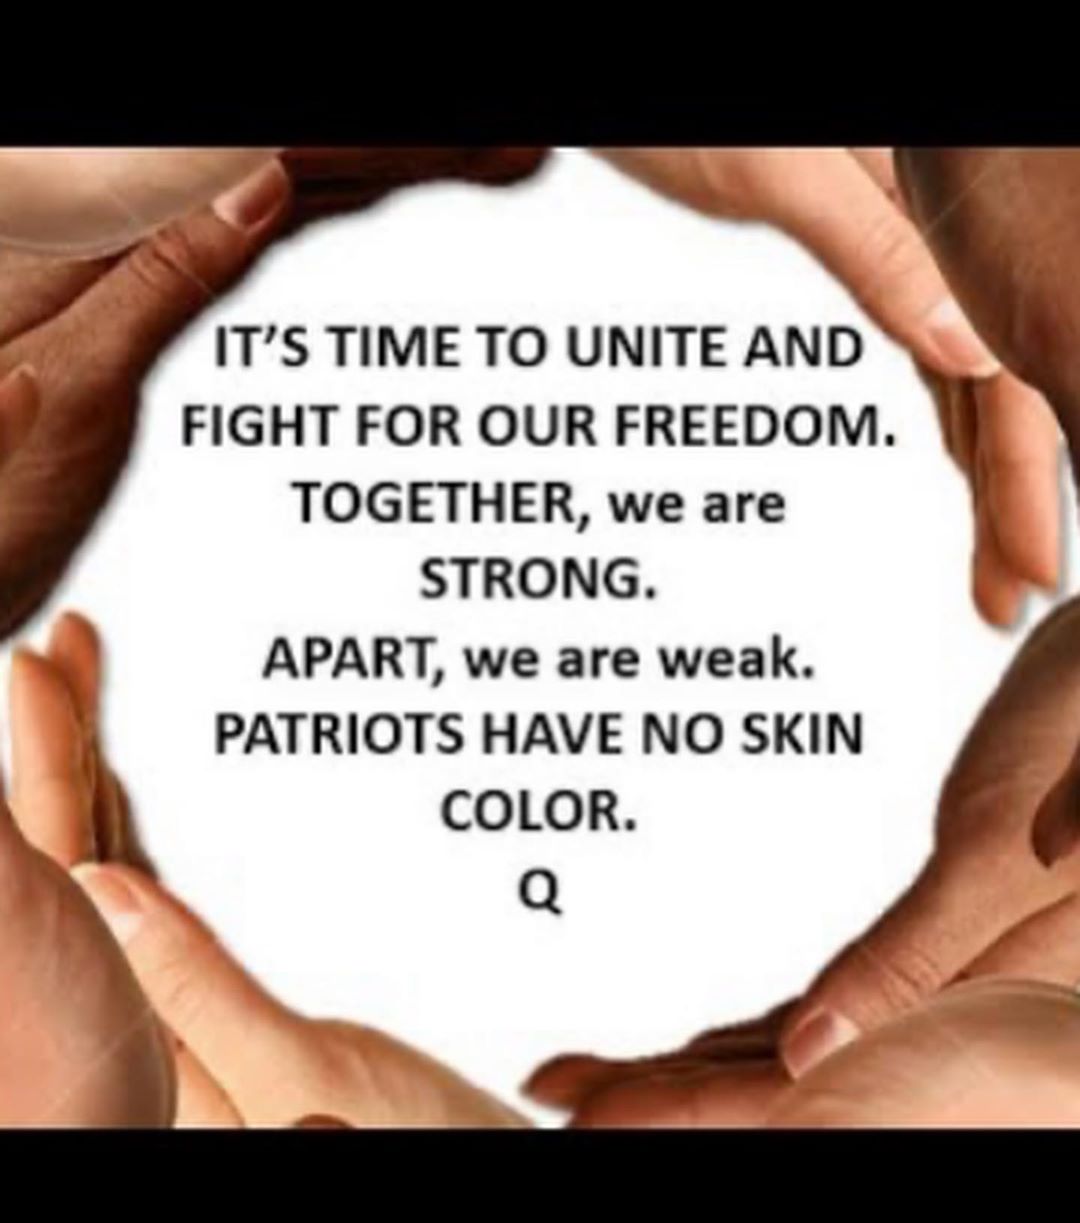 IT'S TIME TO UNITE AND
FIGHT FOR OUR FREEDOM.
TOGETHER, we are
STRONG.
APART, we are weak.
PATRIOTS HAVE NO SKIN
COLOR.
Q